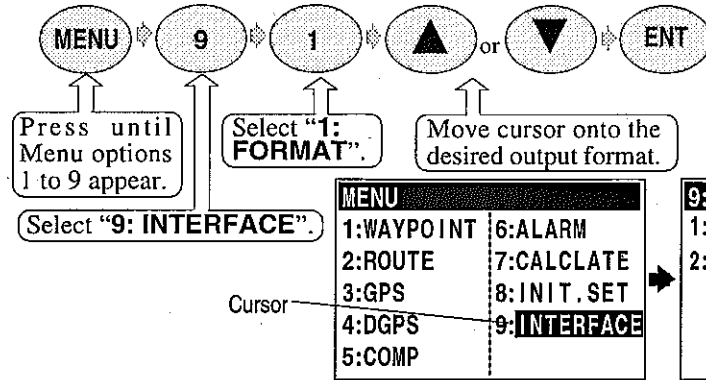 MENU 9 1 or ENT
Press until
Menu options
1 to 9 appear.
Select "1:
FORMAT".
Move cursor onto the
desired output format.
Select "9: INTERFACE".
MENU
1:WAYPOINT 6:ALARM
2:ROUTE 7:CALCLATE
3:GPS 8:INIT.SET
4:DGPS 9:INTERFACE
5:COMP
Cursor
9:
1:
2: